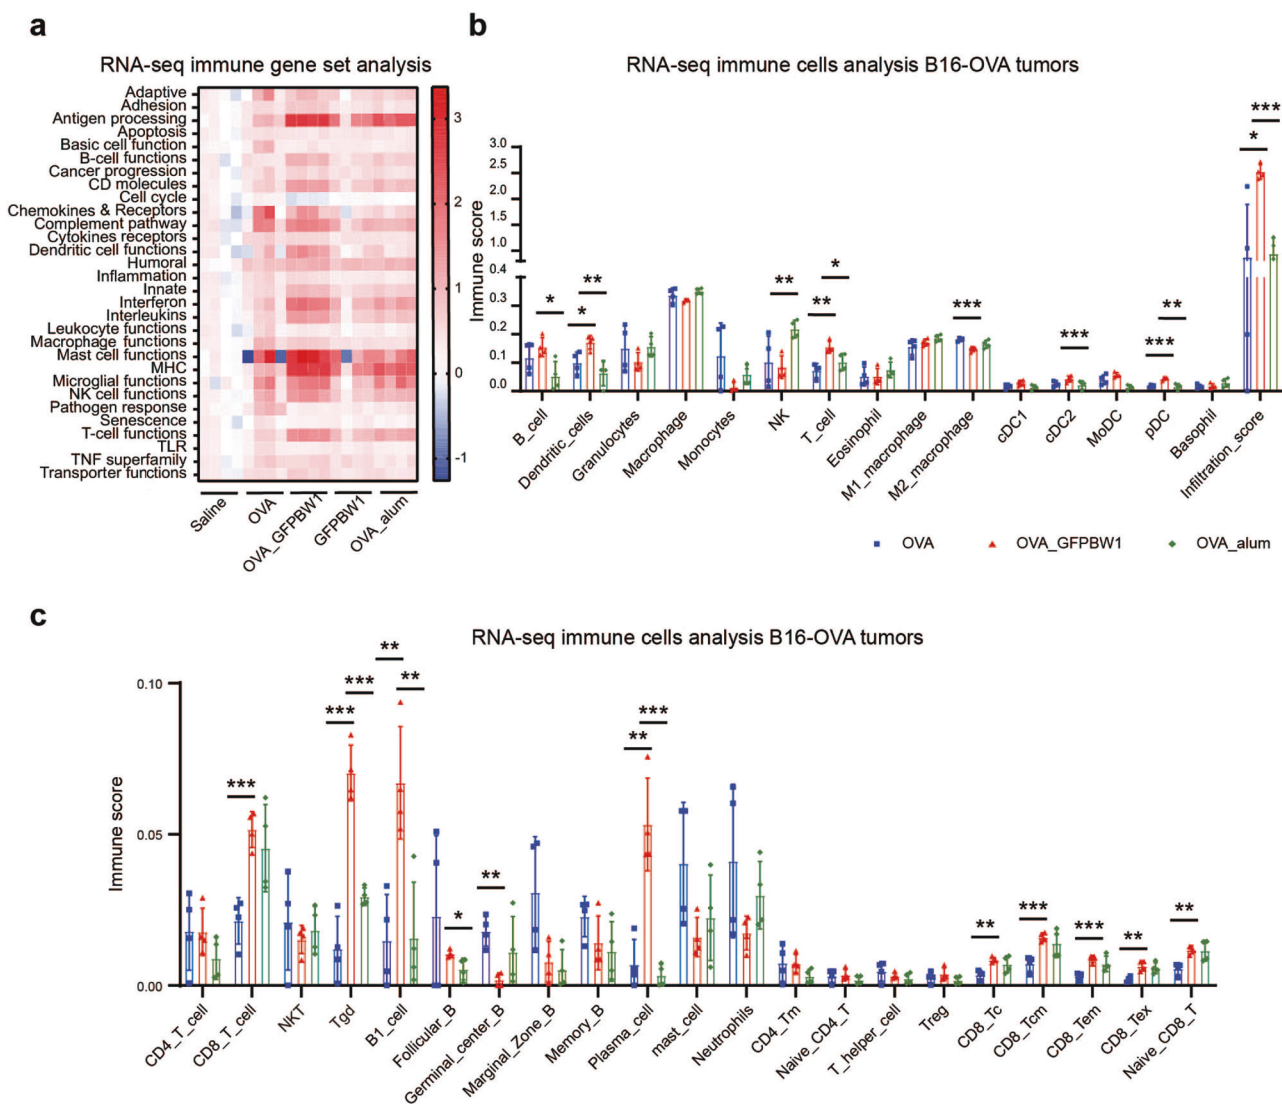 a
RNA-seq immune gene set analysis
Adaptive
Adhesion
Antigen processing
Apoptosis
Basic cell function
B-cell functions
Cancer progression
CD molecules
Cell cycle
Chemokines & Receptors
Complement pathway
Cytokines receptors
Dendritic cell functions
Humoral
Inflammation
Innate
Interferon
Interleukins
Leukocyte functions
Macrophage functions
Mast cell functions
MHC
Microglial functions
NK cell functions
Pathogen response
Senescence
T-cell functions
TLR
TNF superfamily
Transporter functions
3
2
1
0
-1
Saline
OVA
OVA_GFPBW1
GFPBW1
OVA_alum
b
RNA-seq immune cells analysis B16-OVA tumors
Immune score
3.0
2.5
2.0
1.5
1.0
0.4
0.3
0.2
0.1
0.0
*
**
*
**
*
**
***
***
**
***
***
*
B_cell
Dendritic_cells
Granulocytes
Macrophage
Monocytes
NK
T_cell
Eosinophil
M1_macrophage
M2_macrophage
cDC1
cDC2
MoDC
pDC
Basophil
Infiltration_score
OVA
OVA_GFPBW1
OVA_alum
c
RNA-seq immune cells analysis B16-OVA tumors
Immune score
0.10
0.05
0.00
***
***
***
**
**
*
**
**
***
**
***
***
**
**
CD4_T_cell
CD8_T_cell
NKT
Tgd
B1_cell
Follicular_B
Germinal_center_B
Marginal_Zone_B
Memory_B
Plasma_cell
mast_cell
Neutrophils
CD4_Tm
Naive_CD4_T
T_helper_cell
Treg
CD8_Tc
CD8_Tcm
CD8_Tem
CD8_Tex
Naive_CD8_T